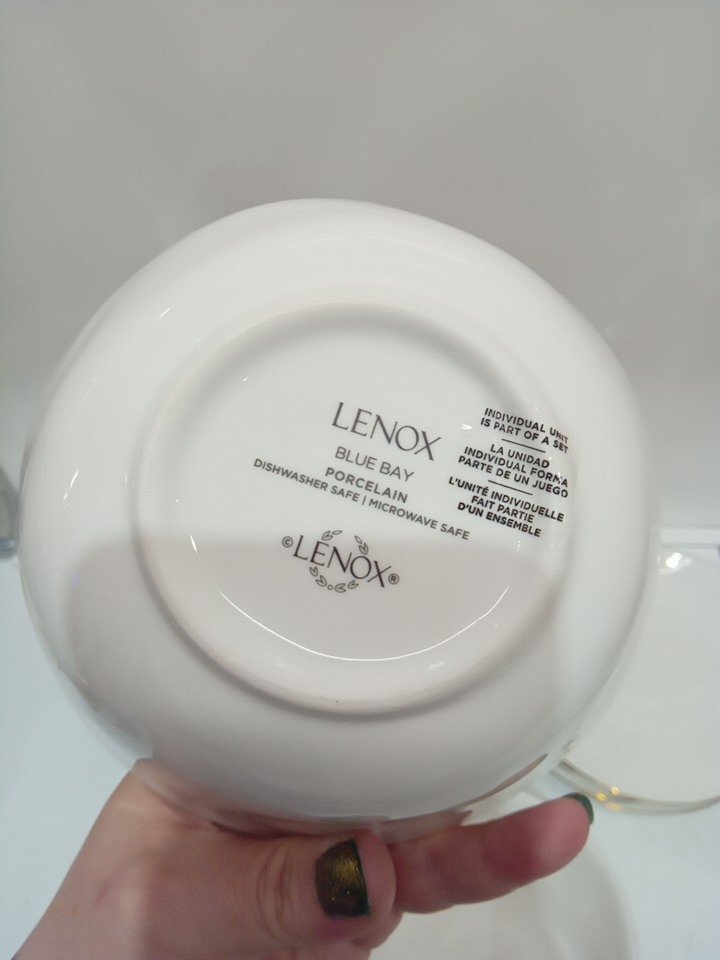 LENOX
BLUE BAY
PORCELAIN
DISHWASHER SAFE | MICROWAVE SAFE
©LENOX®
INDIVIDUAL UNIT
IS PART OF A SET
LA UNIDAD
INDIVIDUAL FORMA
PARTE DE UN JUEGO
L'UNITÉ INDIVIDUELLE
FAIT PARTIE
D'UN ENSEMBLE